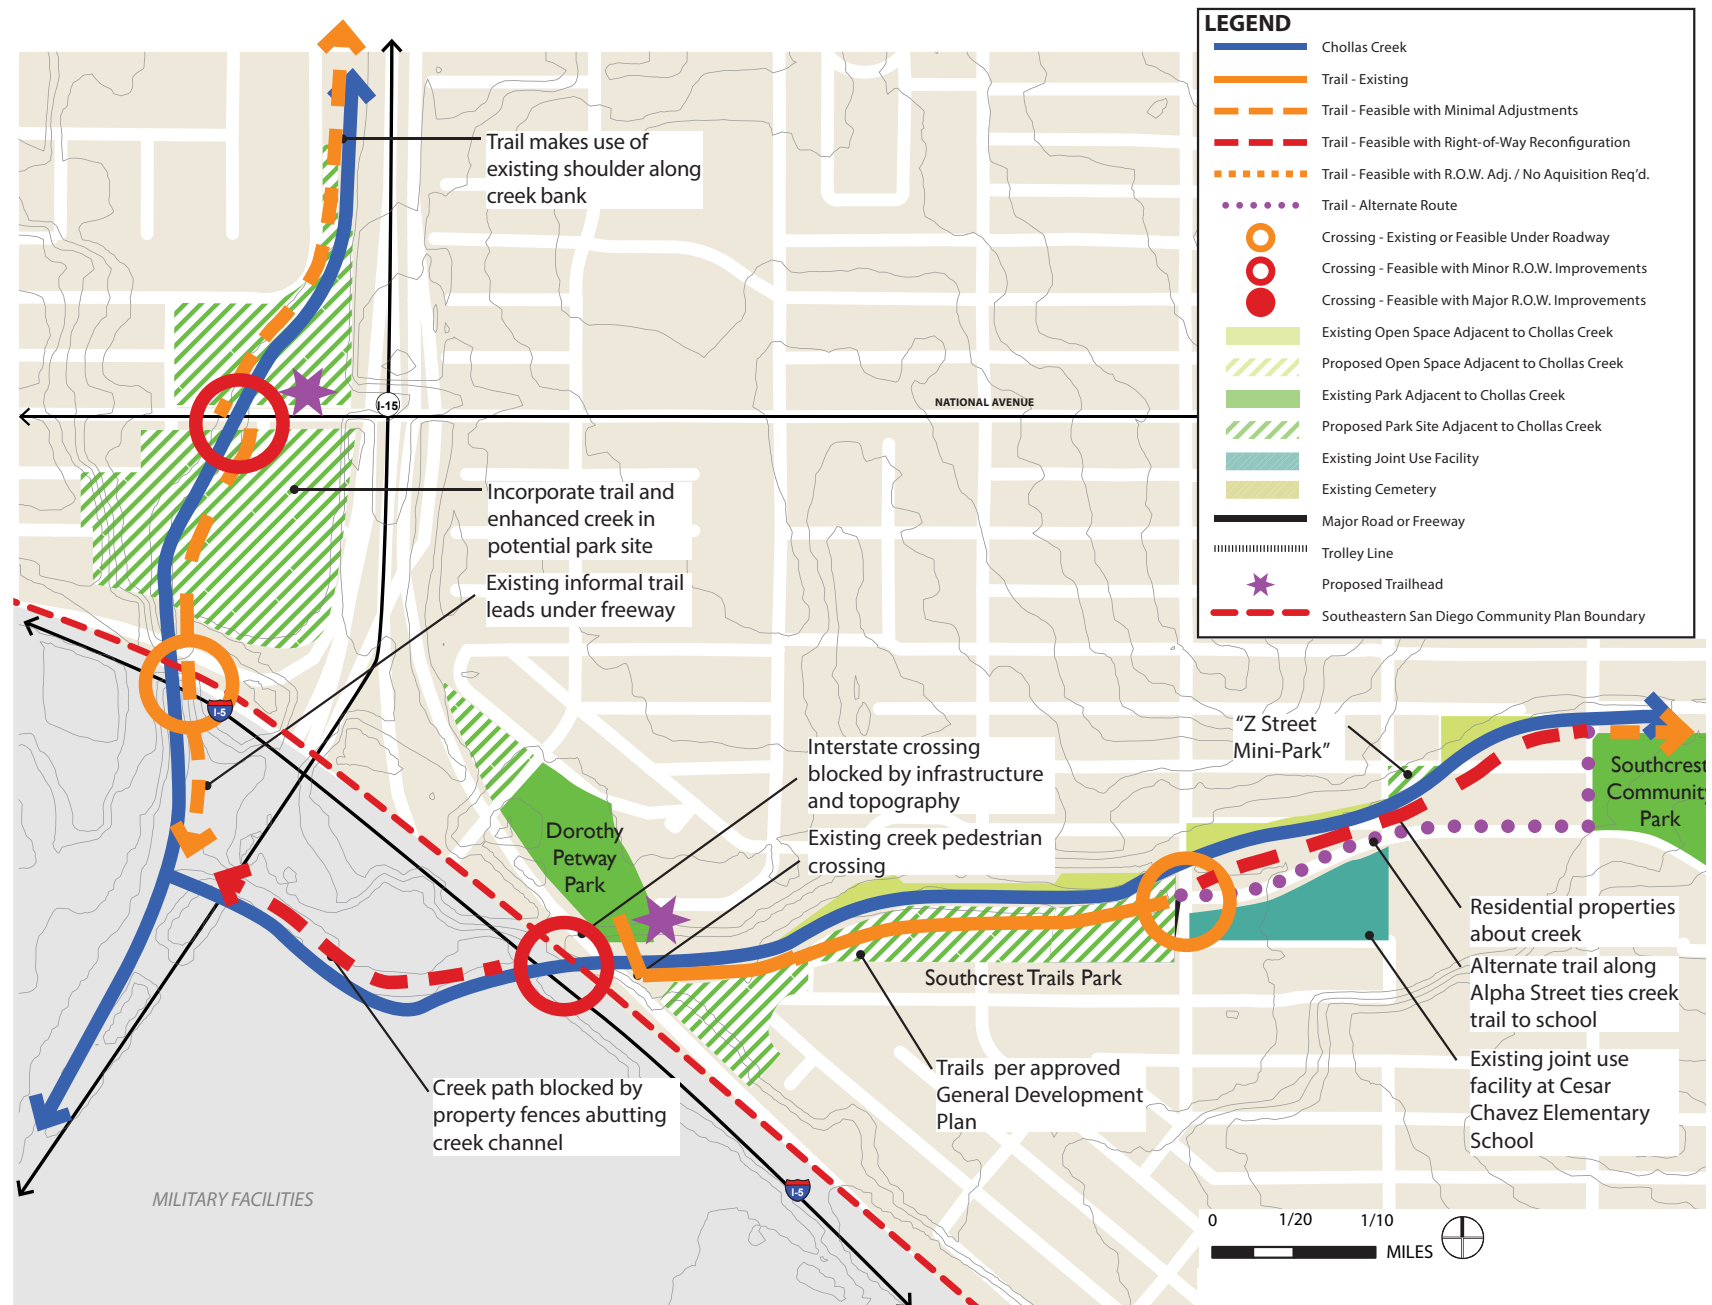 LEGEND
Chollas Creek
Trail - Existing
Trail - Feasible with Minimal Adjustments
Trail - Feasible with Right-of-Way Reconfiguration
Trail - Feasible with R.O.W. Adj. / No Aquisition Req'd.
Trail - Alternate Route
Crossing - Existing or Feasible Under Roadway
Crossing - Feasible with Minor R.O.W. Improvements
Crossing - Feasible with Major R.O.W. Improvements
Existing Open Space Adjacent to Chollas Creek
Proposed Open Space Adjacent to Chollas Creek
Existing Park Adjacent to Chollas Creek
Proposed Park Site Adjacent to Chollas Creek
Existing Joint Use Facility
Existing Cemetery
Major Road or Freeway
Trolley Line
Proposed Trailhead
Southeastern San Diego Community Plan Boundary
Trail makes use of
existing shoulder along
creek bank
I-15
NATIONAL AVENUE
Incorporate trail and
enhanced creek in
potential park site
Existing informal trail
leads under freeway
I-5
Interstate crossing
blocked by infrastructure
and topography
Existing creek pedestrian
crossing
"Z Street
Mini-Park"
Southcrest
Community
Park
Dorothy
Petway
Park
Southcrest Trails Park
Residential properties
about creek
Alternate trail along
Alpha Street ties creek
trail to school
Existing joint use
facility at Cesar
Chavez Elementary
School
Trails per approved
General Development
Plan
Creek path blocked by
property fences abutting
creek channel
MILITARY FACILITIES
I-5
0 1/20 1/10
MILES